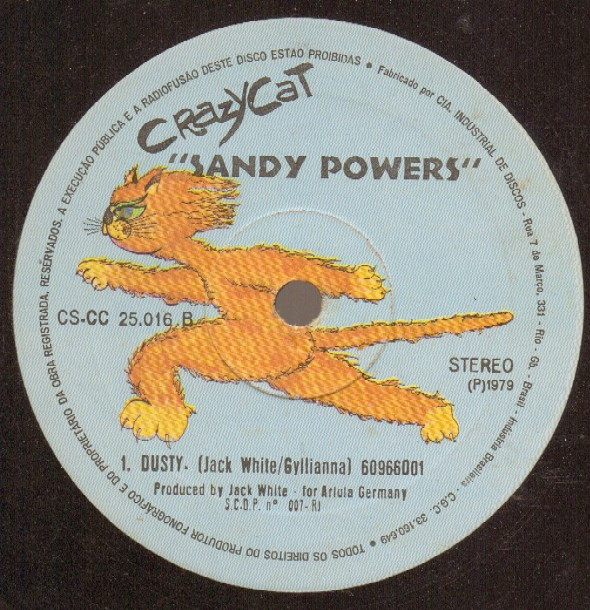 CrazyCat
"SANDY POWERS"
CS-CC 25.016 B
STEREO
(P)1979
1. DUSTY. (Jack White/Gyllianna) 60966001
Produced by Jack White - for Ariula Germany
S.C.D.P. nº 007-RJ
TODOS OS DIREITOS DO PRODUTOR FONOGRÁFICO E DO PROPRIETÁRIO DA OBRA REGISTRADA, RESERVADOS. A EXECUÇÃO PÚBLICA E A RADIOFUSÃO DESTE DISCO ESTAO PROIBIDAS • Fabricado por CIA. INDUSTRIAL DE DISCOS - Rua 7 de Março, 331 - Rio - Gb. - Brasil - Industria Brasileira - C.G.C. 33.160.649 •